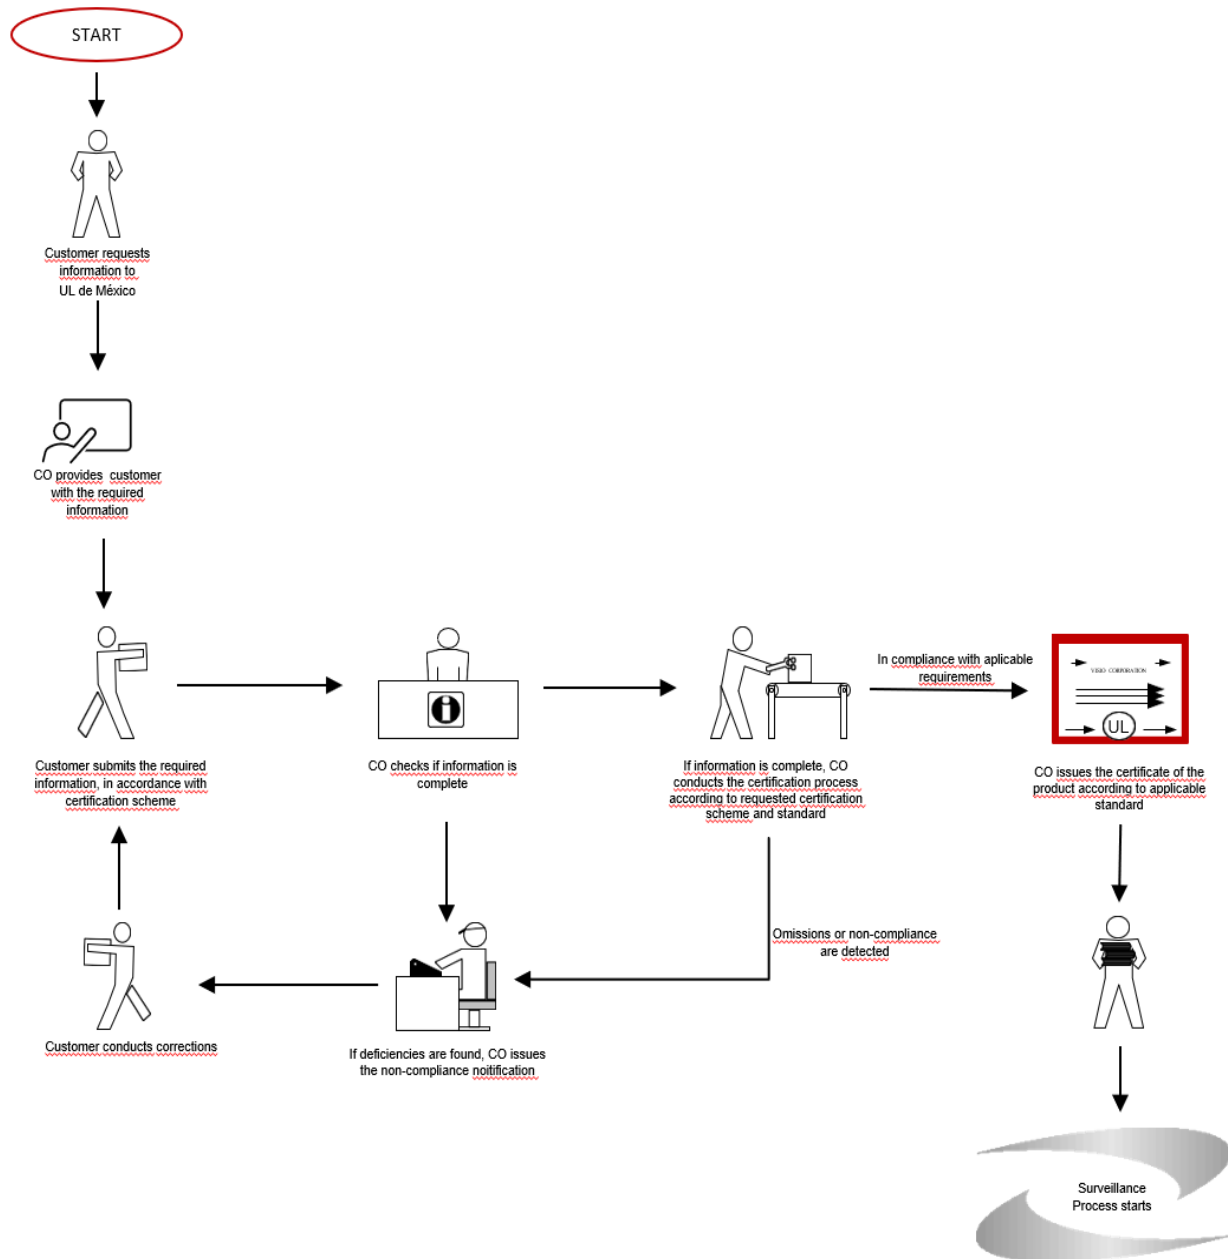 START
Customer requests
information to
UL de México
CO provides  customer
with the required
information
Customer submits the required
information, in accordance with
certification scheme
CO checks if information is
complete
If information is complete, CO
conducts the certification process
according to requested certification
scheme and standard
In compliance with aplicable
requirements
VISIO CORPORATION
UL
CO issues the certificate of the
product according to applicable
standard
Omissions or non-compliance
are detected
Customer conducts corrections
If deficiencies are found, CO issues
the non-compliance noitification
Surveillance
Process starts